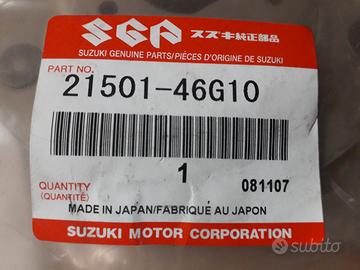 SGP スズキ純正部品
SUZUKI GENUINE PARTS/PIÈCES D'ORIGINE DE SUZUKI
PART NO.
21501-46G10
1
QUANTITY
(QUANTITÉ)
081107
MADE IN JAPAN/FABRIQUÉ AU JAPON
SUZUKI MOTOR CORPORATION
subito